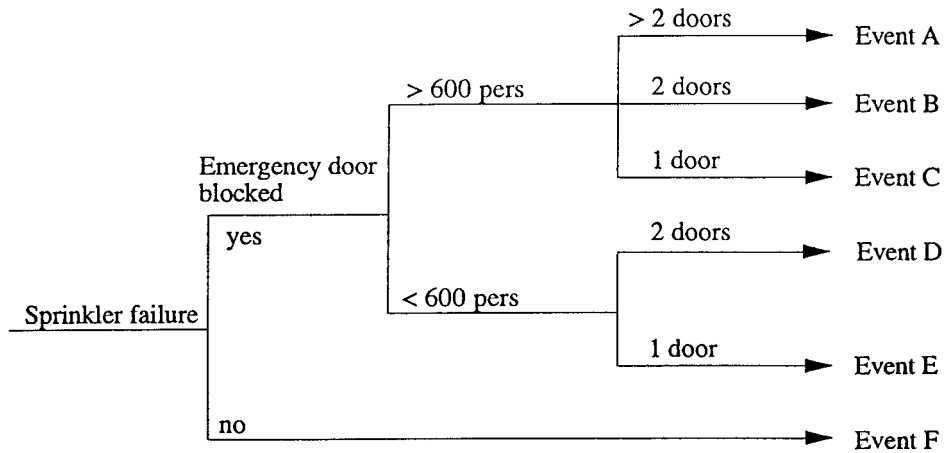 > 2 doors
Event A
> 600 pers
2 doors
Event B
Emergency door
blocked
1 door
Event C
yes
2 doors
Event D
< 600 pers
Sprinkler failure
1 door
Event E
no
Event F